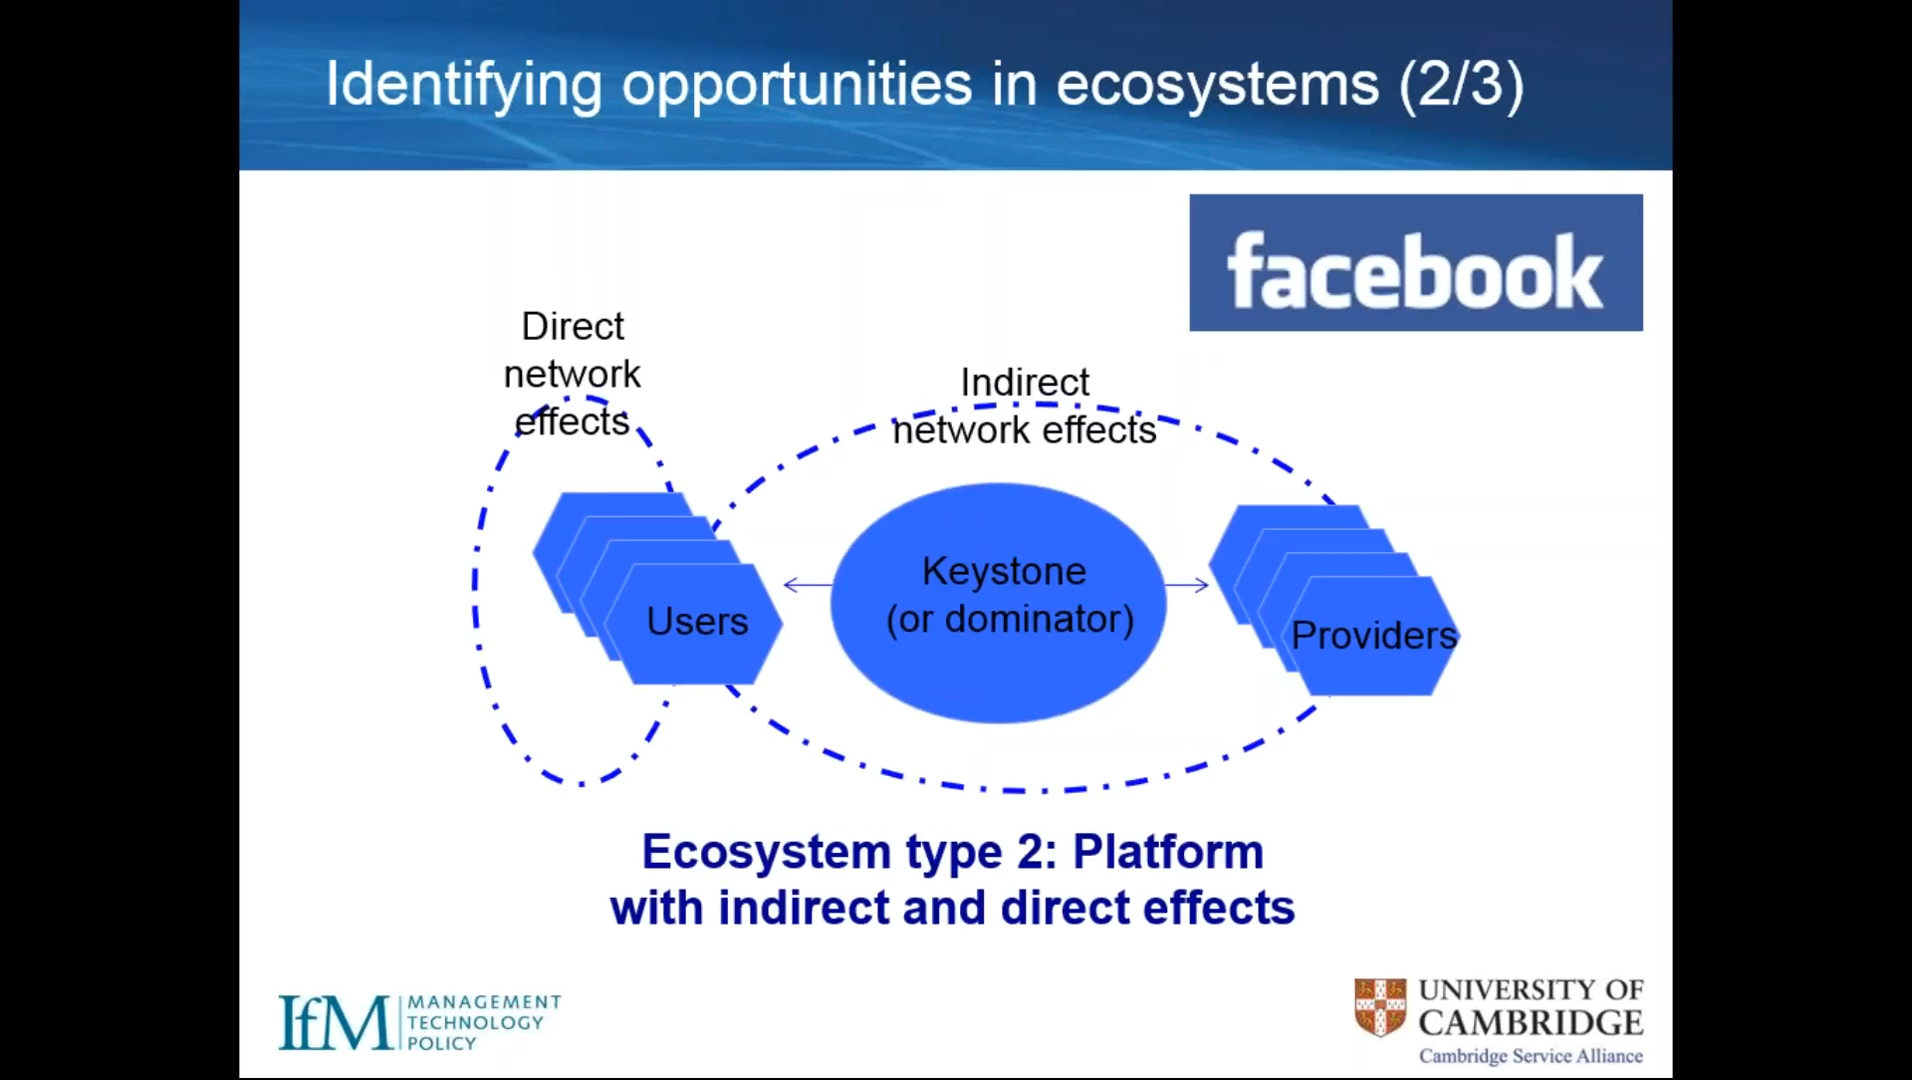 Identifying opportunities in ecosystems (2/3)
facebook
Direct
network
effects
Indirect
network effects
Users
Keystone
(or dominator)
Providers
Ecosystem type 2: Platform
with indirect and direct effects
IfM
MANAGEMENT
TECHNOLOGY
POLICY
UNIVERSITY OF
CAMBRIDGE
Cambridge Service Alliance